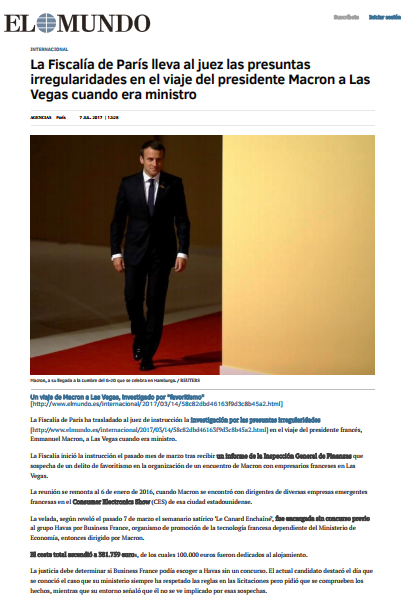 EL MUNDO
Suscríbete Iniciar sesión
INTERNACIONAL
La Fiscalía de París lleva al juez las presuntas
irregularidades en el viaje del presidente Macron a Las
Vegas cuando era ministro
AGENCIAS París 7 JUL. 2017 | 13:28
Macron, a su llegada a la cumbre del G-20 que se celebra en Hamburgo. / REUTERS
Un viaje de Macron a Las Vegas, investigado por "favoritismo"
[http://www.elmundo.es/internacional/2017/03/14/58c82dbd46163f9d3c8b45a2.html]
La Fiscalía de París ha trasladado al juez de instrucción la investigación por las presuntas irregularidades
[http://www.elmundo.es/internacional/2017/03/14/58c82dbd46163f9d3c8b45a2.html] en el viaje del presidente francés,
Emmanuel Macron, a Las Vegas cuando era ministro.
La Fiscalía inició la instrucción el pasado mes de marzo tras recibir un informe de la Inspección General de Finanzas que
sospecha de un delito de favoritismo en la organización de un encuentro de Macron con empresarios franceses en Las
Vegas.
La reunión se remonta al 6 de enero de 2016, cuando Macron se encontró con dirigentes de diversas empresas emergentes
francesas en el Consumer Electronics Show (CES) de esa ciudad estadounidense.
La velada, según reveló el pasado 7 de marzo el semanario satírico 'Le Canard Enchaîné', fue encargada sin concurso previo
al grupo Havas por Business France, organismo de promoción de la tecnología francesa dependiente del Ministerio de
Economía, entonces dirigido por Macron.
El coste total ascendió a 381.759 euros, de los cuales 100.000 euros fueron dedicados al alojamiento.
La justicia debe determinar si Business France podía escoger a Havas sin un concurso. El actual candidato destacó el día que
se conoció el caso que su ministerio siempre ha respetado las reglas en las licitaciones pero pidió que se comprueben los
hechos, mientras que su entorno señaló que él no se ve implicado por esas sospechas.